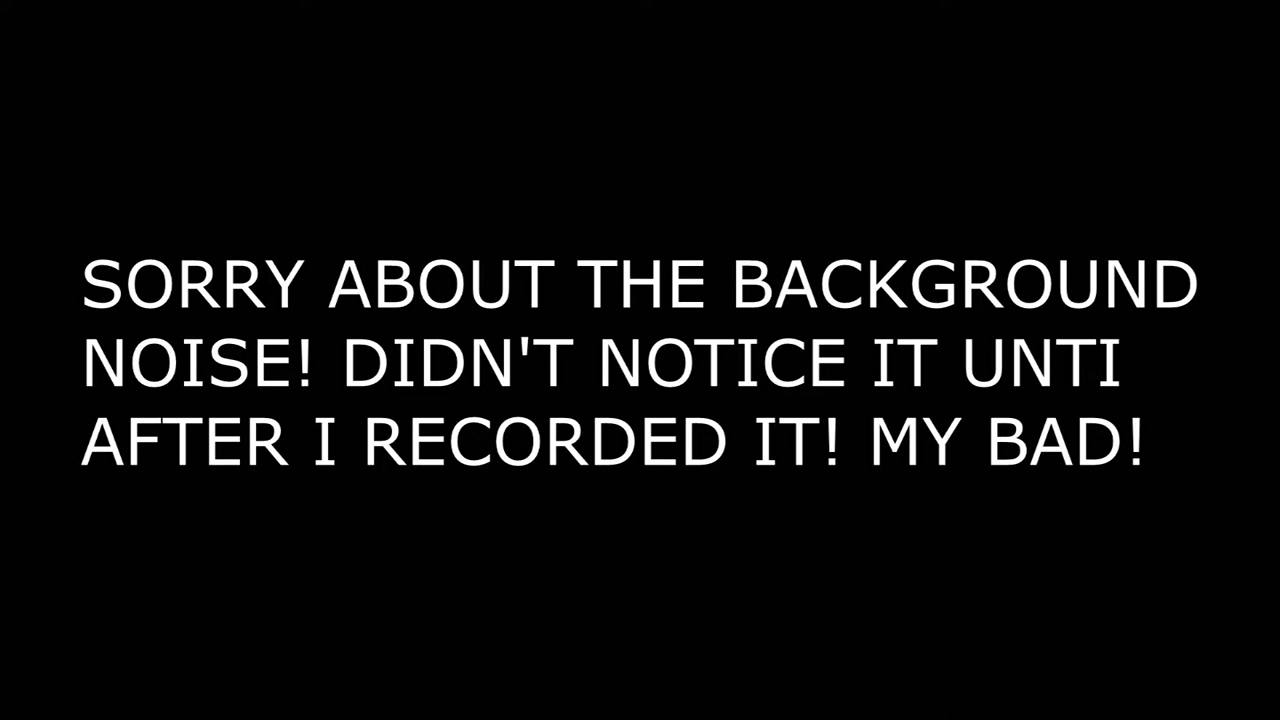 SORRY ABOUT THE BACKGROUND
NOISE! DIDN'T NOTICE IT UNTI
AFTER I RECORDED IT! MY BAD!